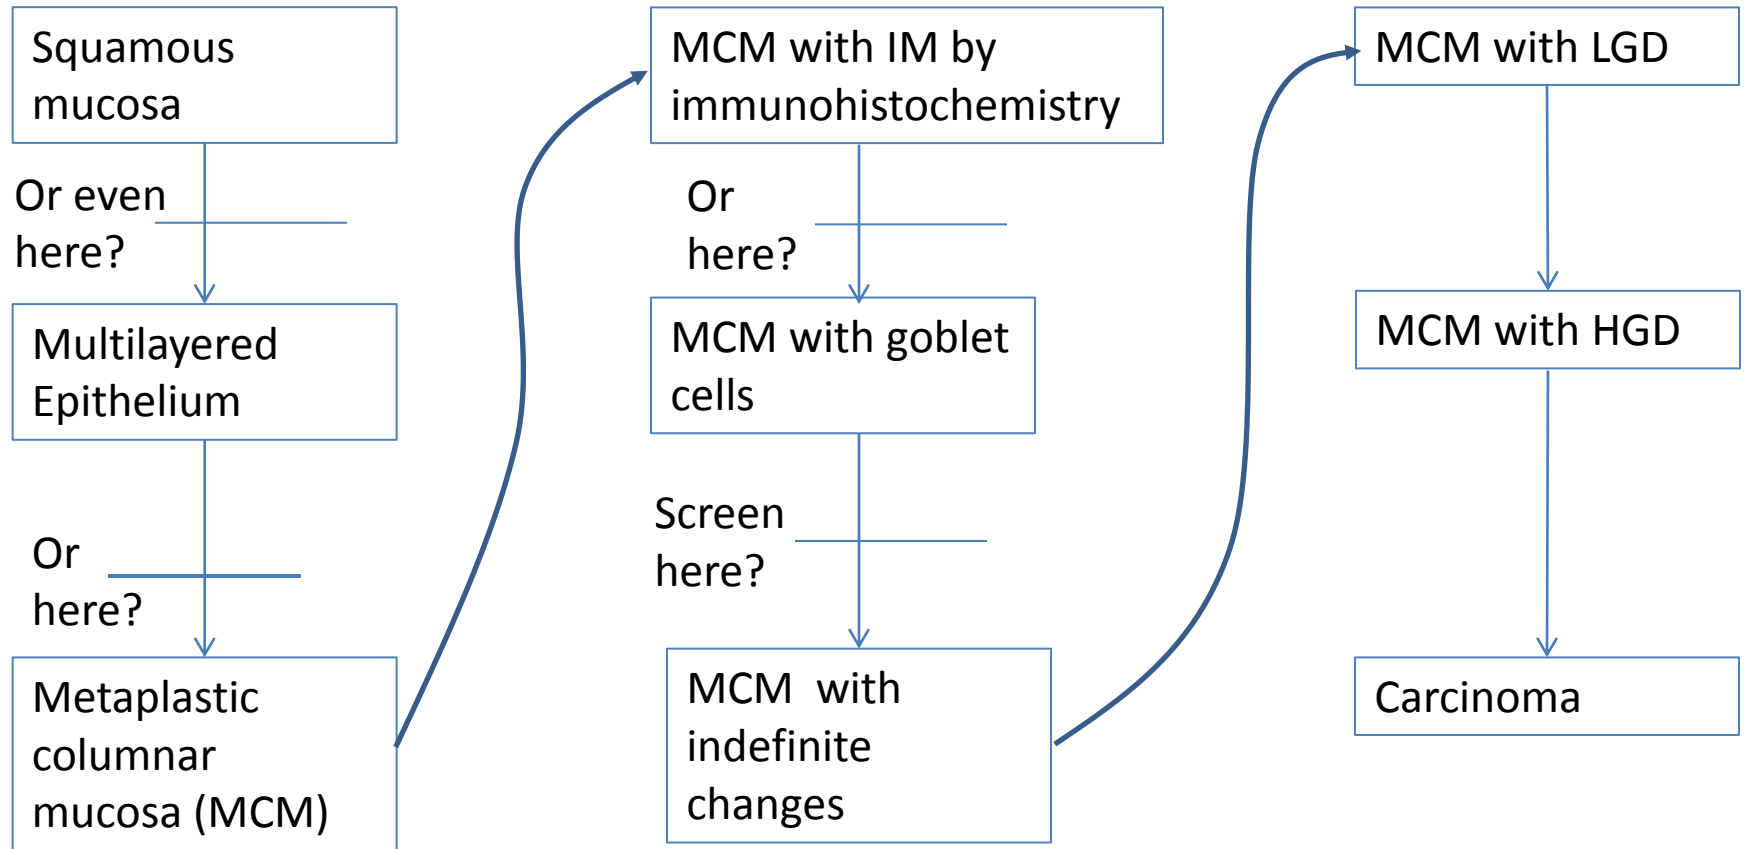 Squamous
mucosa
Or even
here?
Multilayered
Epithelium
Or
here?
Metaplastic
columnar
mucosa (MCM)
MCM with IM by
immunohistochemistry
Or
here?
MCM with goblet
cells
Screen
here?
MCM  with
indefinite
changes
MCM with LGD
MCM with HGD
Carcinoma